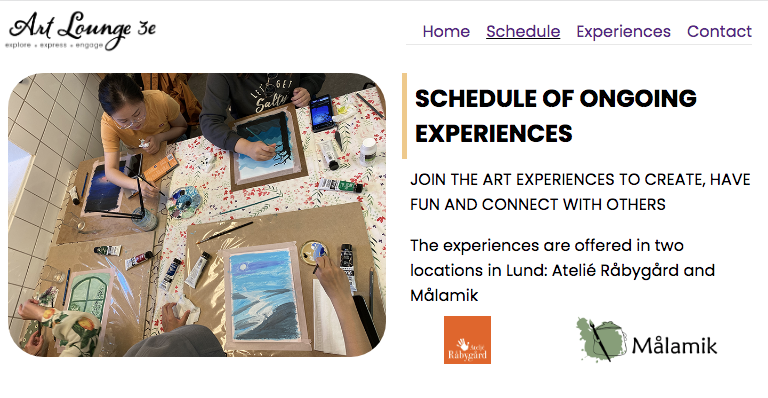 Art Lounge 3e
explore • express • engage
Home Schedule Experiences Contact
LET'S GET
Salty
SCHEDULE OF ONGOING
EXPERIENCES
JOIN THE ART EXPERIENCES TO CREATE, HAVE
FUN AND CONNECT WITH OTHERS
The experiences are offered in two
locations in Lund: Atelié Råbygård and
Målamik
Atelié
Råbygård
Målamik